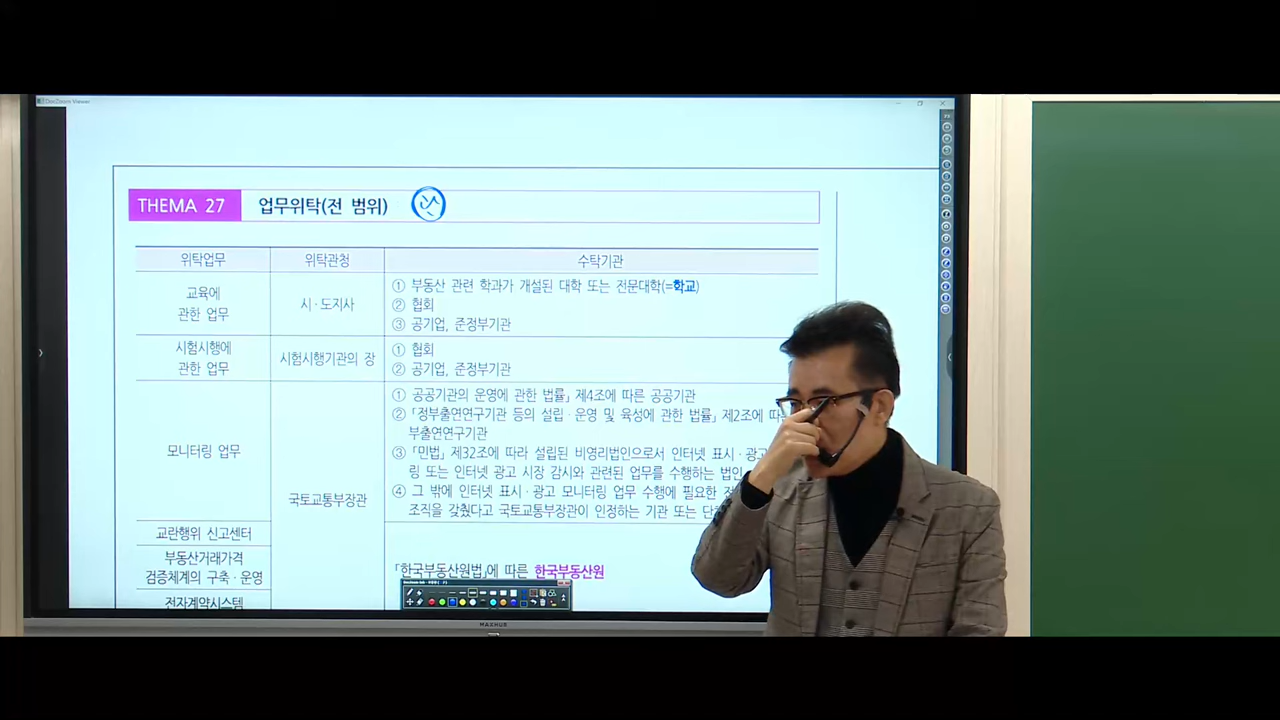 DocZoom Viewer
THEMA 27 업무위탁(전 범위)
위탁업무 위탁관청 수탁기관
교육에
관한 업무
시·도지사
① 부동산 관련 학과가 개설된 대학 또는 전문대학(=학교)
② 협회
③ 공기업, 준정부기관
시험시행에
관한 업무
시험시행기관의 장
① 협회
② 공기업, 준정부기관
모니터링 업무
국토교통부장관
① 공공기관의 운영에 관한 법률」 제4조에 따른 공공기관
② 「정부출연연구기관 등의 설립·운영 및 육성에 관한 법률」 제2조에
부출연연구기관
③ 「민법」 제32조에 따라 설립된 비영리법인으로서 인터넷 표시·광고
링 또는 인터넷 광고 시장 감시와 관련된 업무를 수행하는 법인
④ 그 밖에 인터넷 표시·광고 모니터링 업무 수행에 필요한
조직을 갖췄다고 국토교통부장관이 인정하는 기관 또는
교란행위 신고센터
부동산거래가격
검증체계의 구축·운영
전자계약시스템
「한국부동산원법」에 따른 한국부동산원
MAXHUB